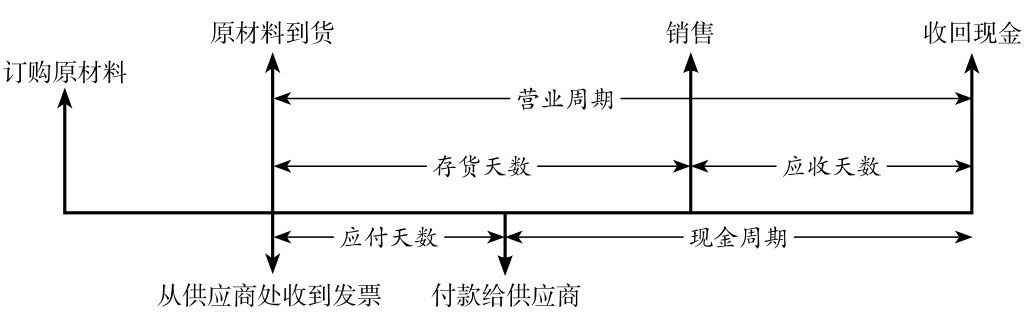 原材料到货
销售
收回现金
订购原材料
营业周期
存货天数
应收天数
应付天数
现金周期
从供应商处收到发票
付款给供应商